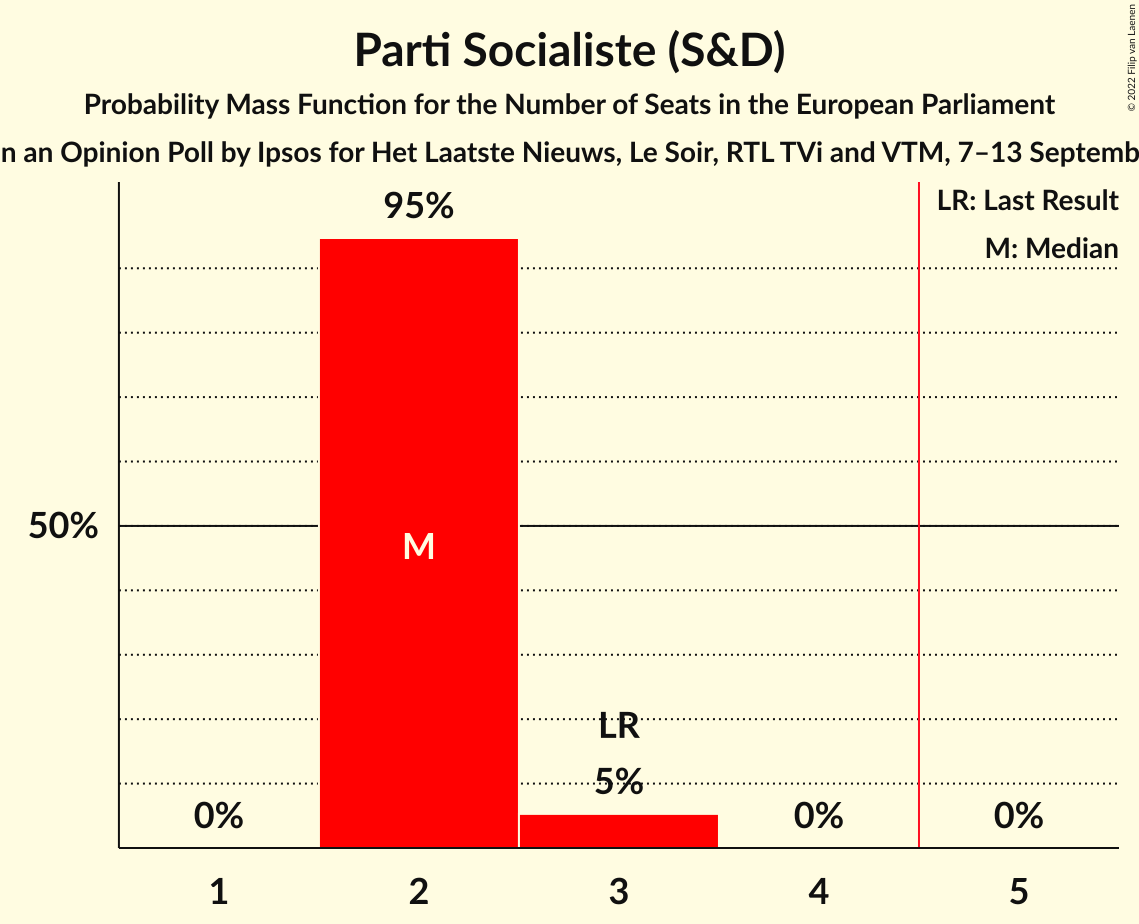 Parti Socialiste (S&D)
Probability Mass Function for the Number of Seats in the European Parliament
an Opinion Poll by Ipsos for Het Laatste Nieuws, Le Soir, RTL TVi and VTM, 7–13
© 2022 Filip van Laenen
LR: Last Result
M: Median
95%
50%
M
LR
5%
0%
0%
0%
1
2
3
4
5